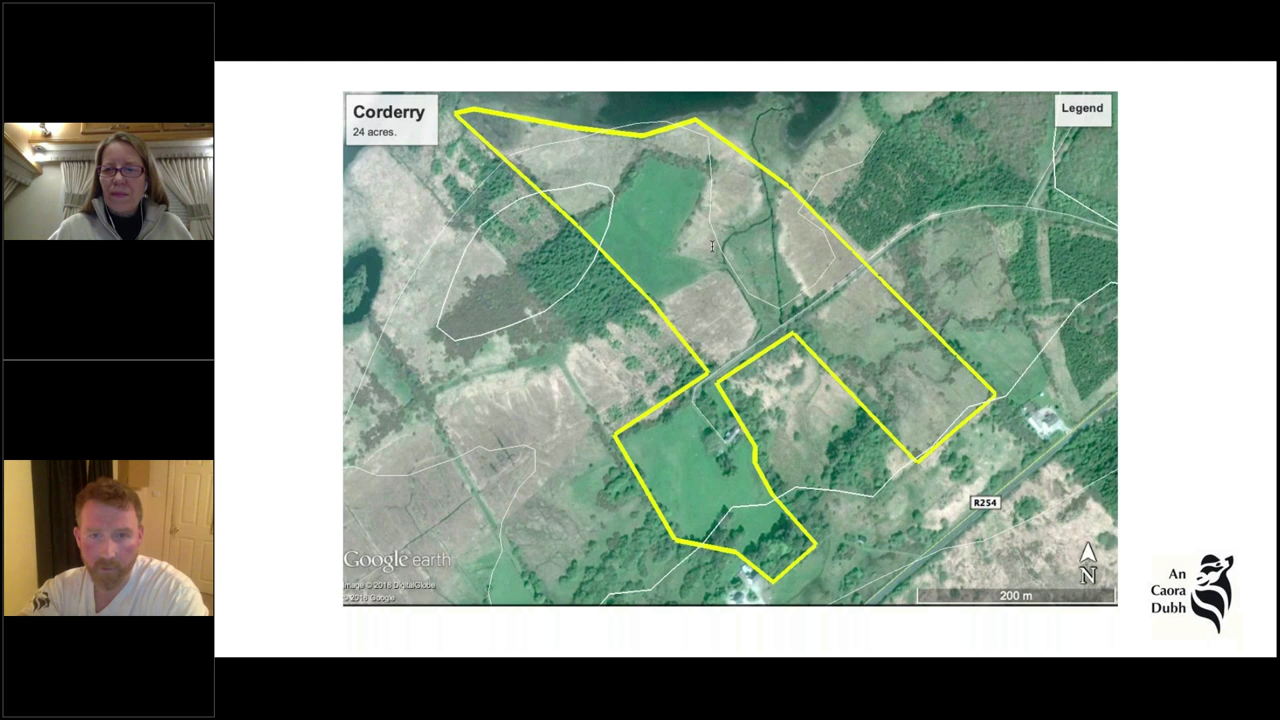 Corderry
24 acres.
Legend
R254
Google earth
Image © 2018 DigitalGlobe
© 2018 Google
N
200 m
An
Caora
Dubh